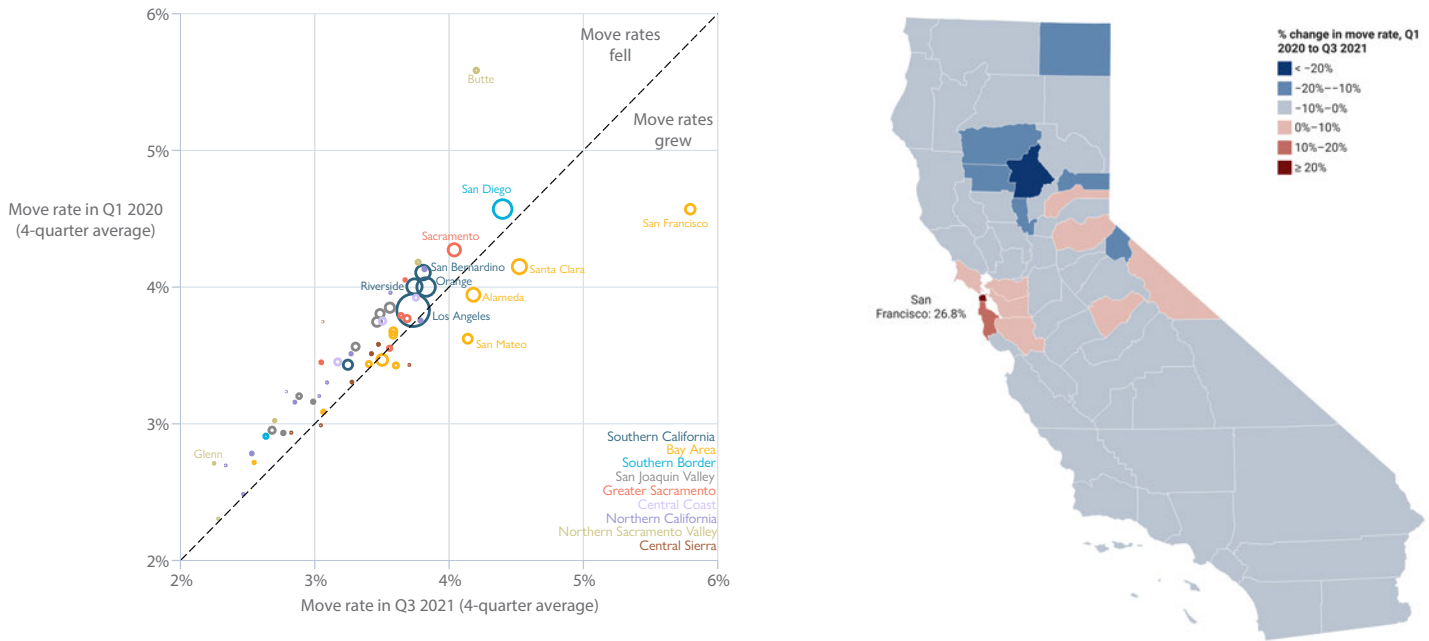 6%
5%
4%
3%
2%
2%
3%
4%
5%
6%
Move rate in Q1 2020
(4-quarter average)
Move rate in Q3 2021 (4-quarter average)
Move rates
fell
Move rates
grew
Butte
San Diego
San Francisco
Sacramento
San Bernardino
Santa Clara
Riverside
Orange
Alameda
Los Angeles
San Mateo
Glenn
Southern California
Bay Area
Southern Border
San Joaquin Valley
Greater Sacramento
Central Coast
Northern California
Northern Sacramento Valley
Central Sierra
% change in move rate, Q1
2020 to Q3 2021
< −20%
−20%–−10%
−10%–0%
0%–10%
10%–20%
≥ 20%
San
Francisco: 26.8%